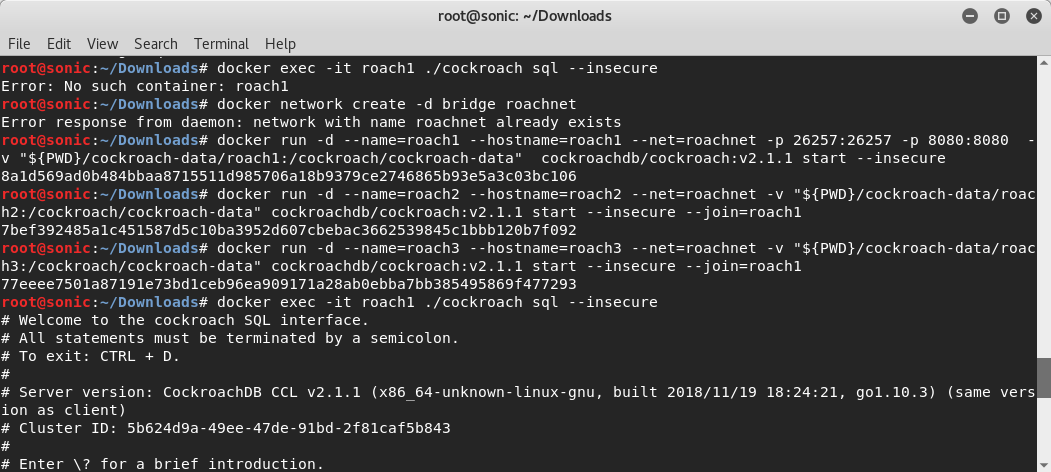 root@sonic: ~/Downloads
File Edit View Search Terminal Help
root@sonic:~/Downloads# docker exec -it roach1 ./cockroach sql --insecure
Error: No such container: roach1
root@sonic:~/Downloads# docker network create -d bridge roachnet
Error response from daemon: network with name roachnet already exists
root@sonic:~/Downloads# docker run -d --name=roach1 --hostname=roach1 --net=roachnet -p 26257:26257 -p 8080:8080  -
v "${PWD}/cockroach-data/roach1:/cockroach/cockroach-data"  cockroachdb/cockroach:v2.1.1 start --insecure
8a1d569ad0b484bbaa8715511d985706a18b9379ce2746865b93e5a3c03bc106
root@sonic:~/Downloads# docker run -d --name=roach2 --hostname=roach2 --net=roachnet -v "${PWD}/cockroach-data/roac
h2:/cockroach/cockroach-data" cockroachdb/cockroach:v2.1.1 start --insecure --join=roach1
7bef392485a1c451587d5c10ba3952d607cbebac3662539845c1bbb120b7f092
root@sonic:~/Downloads# docker run -d --name=roach3 --hostname=roach3 --net=roachnet -v "${PWD}/cockroach-data/roac
h3:/cockroach/cockroach-data" cockroachdb/cockroach:v2.1.1 start --insecure --join=roach1
77eeee7501a87191e73bd1ceb96ea909171a28ab0ebba7bb385495869f477293
root@sonic:~/Downloads# docker exec -it roach1 ./cockroach sql --insecure
# Welcome to the cockroach SQL interface.
# All statements must be terminated by a semicolon.
# To exit: CTRL + D.
#
# Server version: CockroachDB CCL v2.1.1 (x86_64-unknown-linux-gnu, built 2018/11/19 18:24:21, go1.10.3) (same vers
ion as client)
# Cluster ID: 5b624d9a-49ee-47de-91bd-2f81caf5b843
#
# Enter \? for a brief introduction.